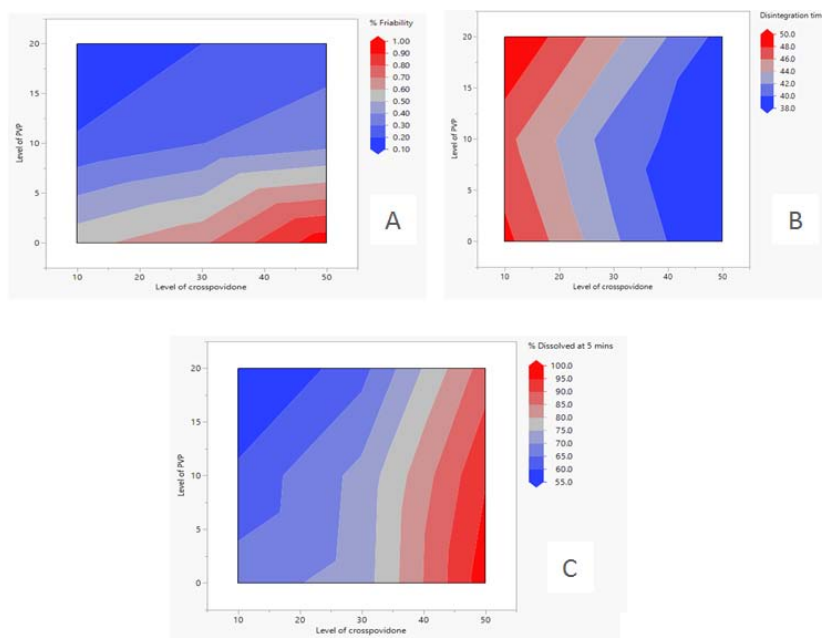 % Friability
1.00
0.90
0.80
0.70
0.60
0.50
0.40
0.30
0.20
0.10
20
15
10
5
0
Level of PVP
10 20 30 40 50
Level of crosspovidone
A
Disintegration tim
50.0
48.0
46.0
44.0
42.0
40.0
38.0
20
15
10
5
0
Level of PVP
10 20 30 40 50
Level of crosspovidone
B
% Dissolved at 5 mins
100.0
95.0
90.0
85.0
80.0
75.0
70.0
65.0
60.0
55.0
20
15
10
5
0
Level of PVP
10 20 30 40 50
Level of crosspovidone
C